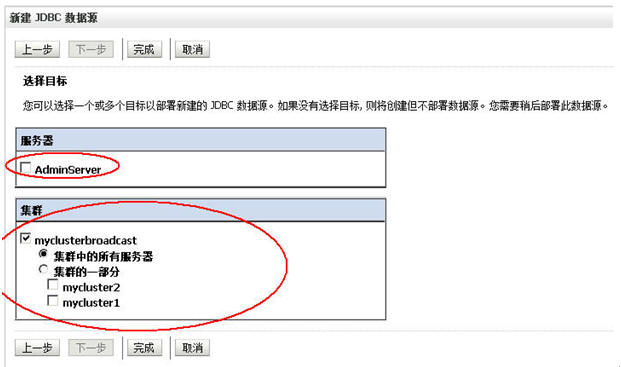 新建 JDBC 数据源
上一步 下一步 完成 取消
选择目标
您可以选择一个或多个目标以部署新建的 JDBC 数据源。如果没有选择目标, 则将创建但不部署数据源。您需要稍后部署此数据源。
服务器
AdminServer
集群
myclusterbroadcast
集群中的所有服务器
集群的一部分
mycluster2
mycluster1
上一步 下一步 完成 取消